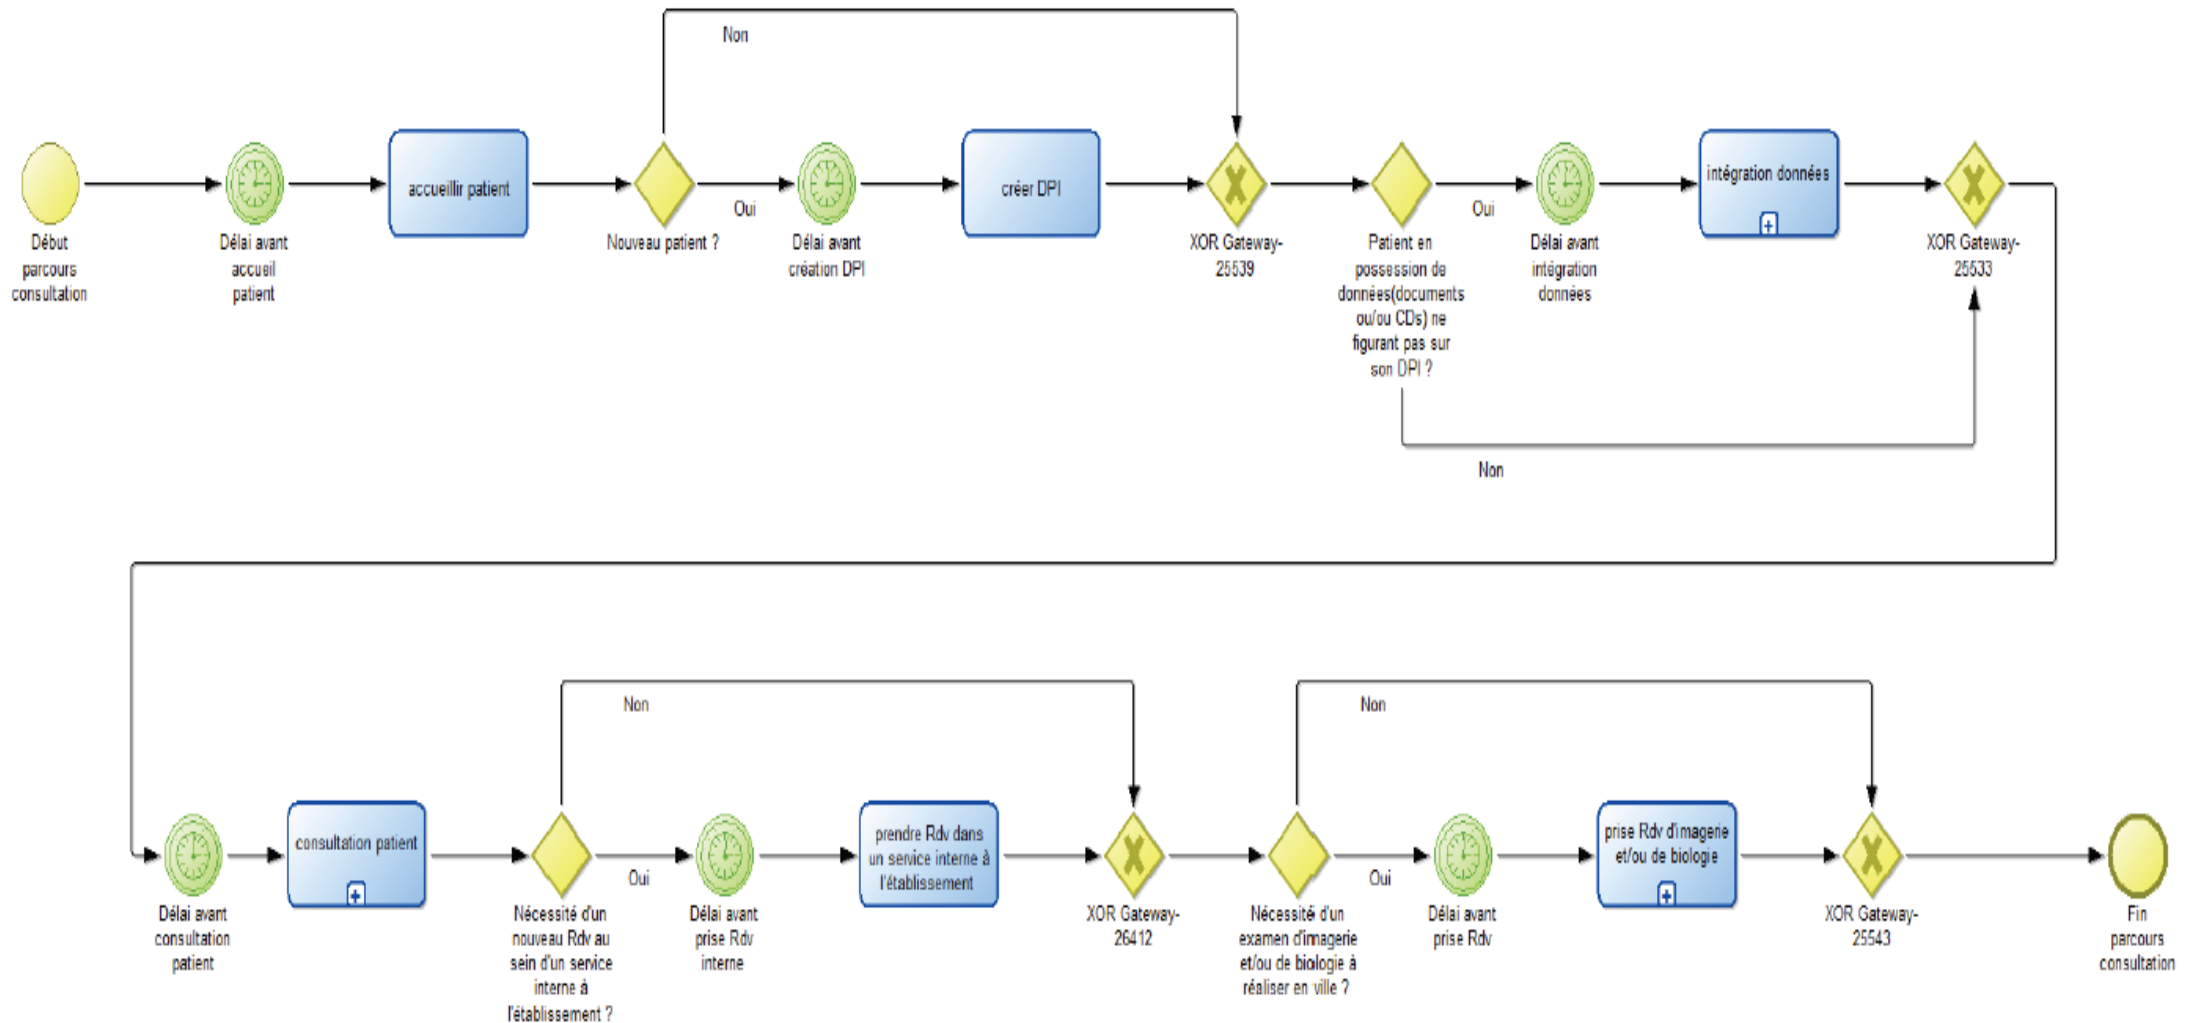 Non
accueillir patient
créer DPI
intégration données
Oui
Oui
Début
parcours
consultation
Délai avant
accueil
patient
Nouveau patient ?
Délai avant
création DPI
XOR Gateway-
25539
Patient en
possession de
données(documents
ou/ou CDs) ne
figurant pas sur
son DPI ?
Délai avant
intégration
données
XOR Gateway-
25533
Non
Non
Non
consultation patient
prendre Rdv dans
un service interne à
l'établissement
prise Rdv d'imagerie
et/ou de biologie
Oui
Oui
Délai avant
consultation
patient
Nécessité d'un
nouveau Rdv au
sein d'un service
interne à
l'établissement ?
Délai avant
prise Rdv
interne
XOR Gateway-
26412
Nécessité d'un
examen d'imagerie
et/ou de biologie à
réaliser en ville ?
Délai avant
prise Rdv
XOR Gateway-
25543
Fin
parcours
consultation